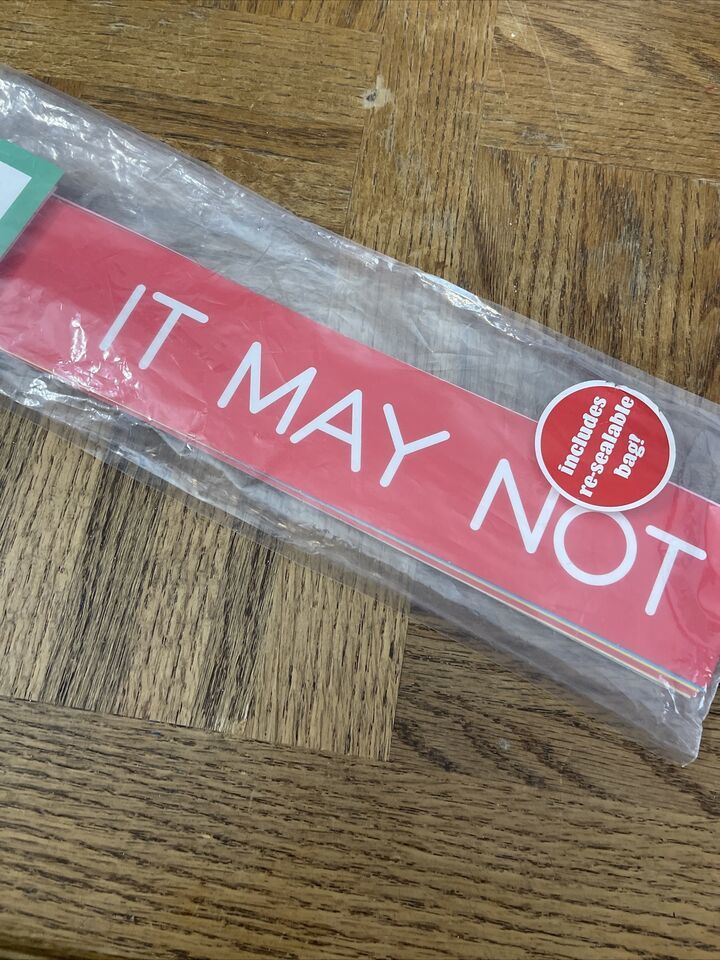 IT MAY NOT
includes
re-sealable
bag!